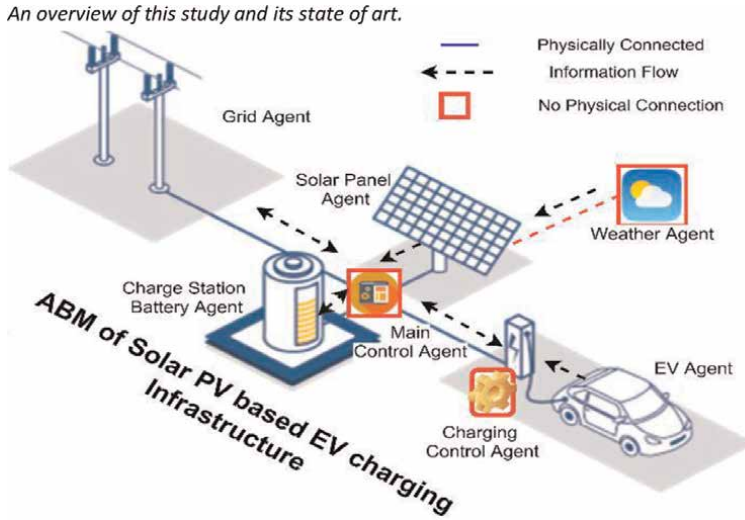 An overview of this study and its state of art.
Physically Connected
Information Flow
No Physical Connection
Grid Agent
Solar Panel
Agent
Weather Agent
Charge Station
Battery Agent
Main
Control Agent
EV Agent
Charging
Control Agent
ABM of Solar PV based EV charging
Infrastructure